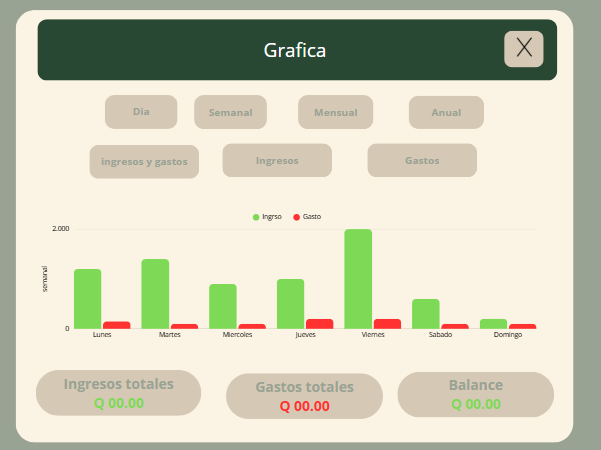 Grafica
X
Dia
Semanal
Mensual
Anual
ingresos y gastos
Ingresos
Gastos
Ingrso
Gasto
2.000
semanal
0
Lunes
Martes
Miercoles
Jueves
Viernes
Sabado
Domingo
Ingresos totales
Q 00.00
Gastos totales
Q 00.00
Balance
Q 00.00